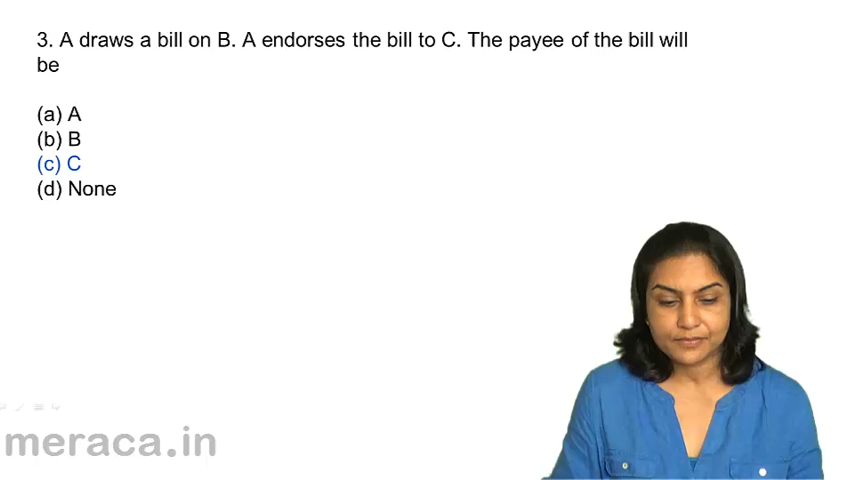 3. A draws a bill on B. A endorses the bill to C. The payee of the bill will
be
(a) A
(b) B
(c) C
(d) None
meraca.in